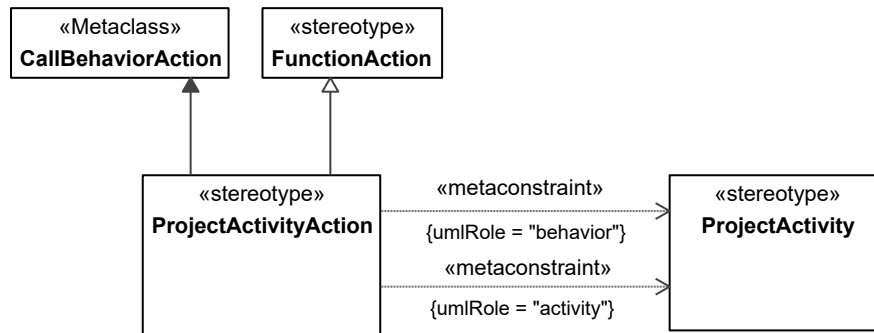 «Metaclass»
CallBehaviorAction
«stereotype»
FunctionAction
«stereotype»
ProjectActivityAction
«metaconstraint»
{umlRole = "behavior"}
«metaconstraint»
{umlRole = "activity"}
«stereotype»
ProjectActivity